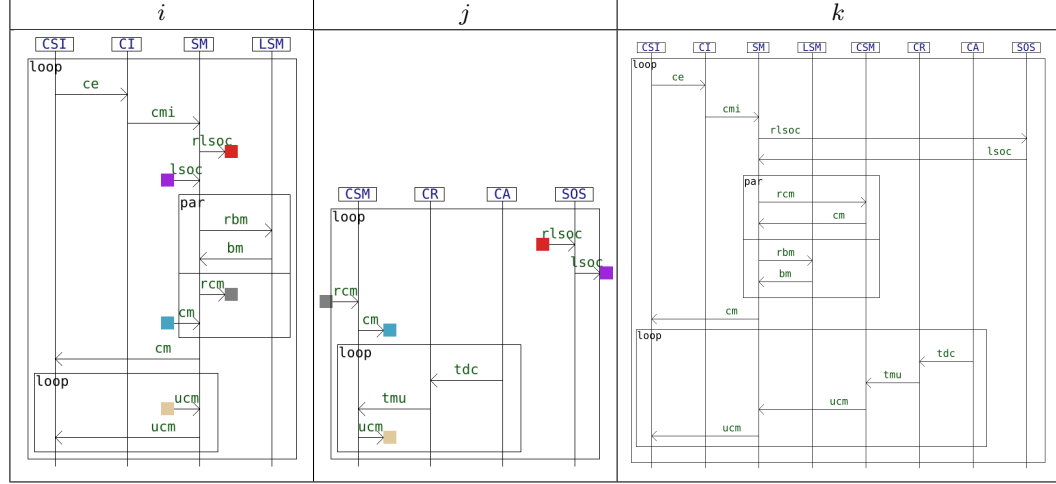 i
j
k
CSI CI SM LSM
loop
ce
cmi
rlsoc
lsoc
par
rbm
bm
rcm
cm
cm
loop
ucm
ucm
CSM CR CA SOS
loop
rlsoc
lsoc
rcm
cm
loop
tdc
tmu
ucm
CSI CI SM LSM CSM CR CA SOS
loop
ce
cmi
rlsoc
lsoc
par
rcm
cm
rbm
bm
cm
loop
tdc
tmu
ucm
ucm